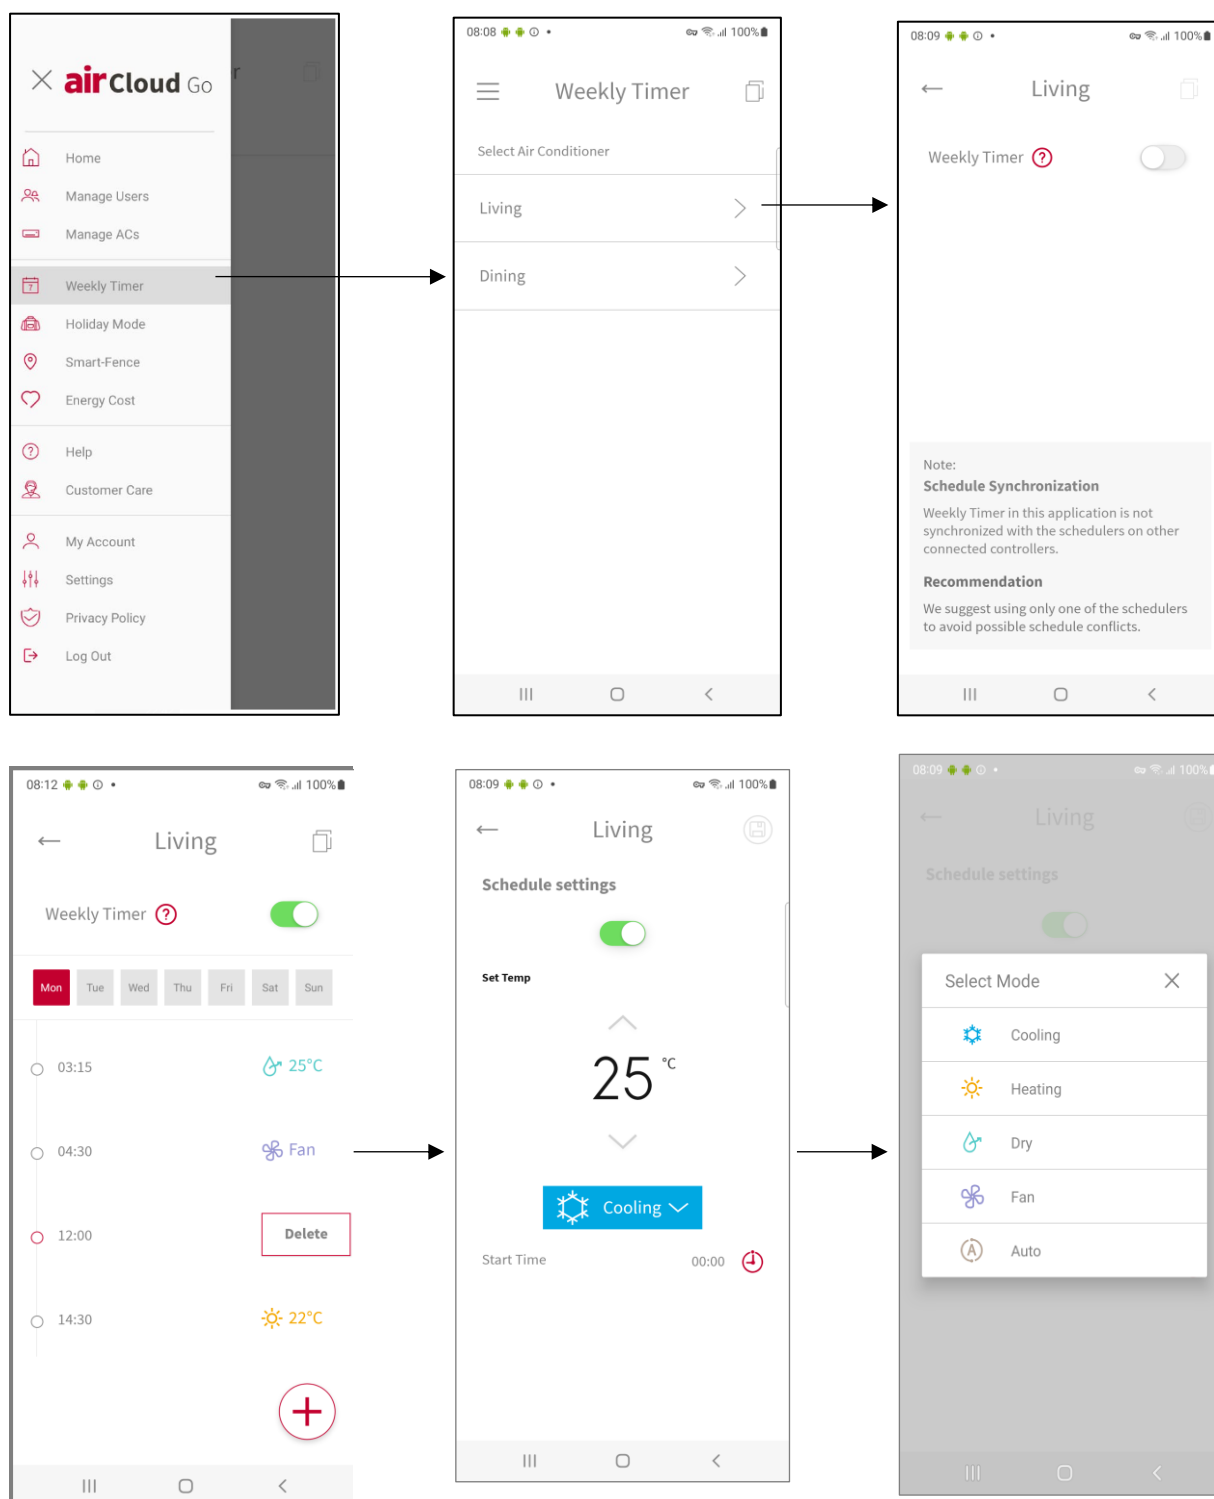 airCloud Go
r
Home
Manage Users
Manage ACs
Weekly Timer
Holiday Mode
Smart-Fence
Energy Cost
Help
Customer Care
My Account
Settings
Privacy Policy
Log Out
08:08 100%
Weekly Timer
Select Air Conditioner
Living
Dining
08:09 100%
Living
Weekly Timer ?
Note:
Schedule Synchronization
Weekly Timer in this application is not
synchronized with the schedulers on other
connected controllers.
Recommendation
We suggest using only one of the schedulers
to avoid possible schedule conflicts.
08:12 100%
Living
Weekly Timer ?
Mon Tue Wed Thu Fri Sat Sun
03:15 25°C
04:30 Fan
12:00 Delete
14:30 22°C
08:09 100%
Living
Schedule settings
Set Temp
25 °C
Cooling
Start Time 00:00
08:09 100%
Living
Schedule settings
Select Mode
Cooling
Heating
Dry
Fan
A Auto